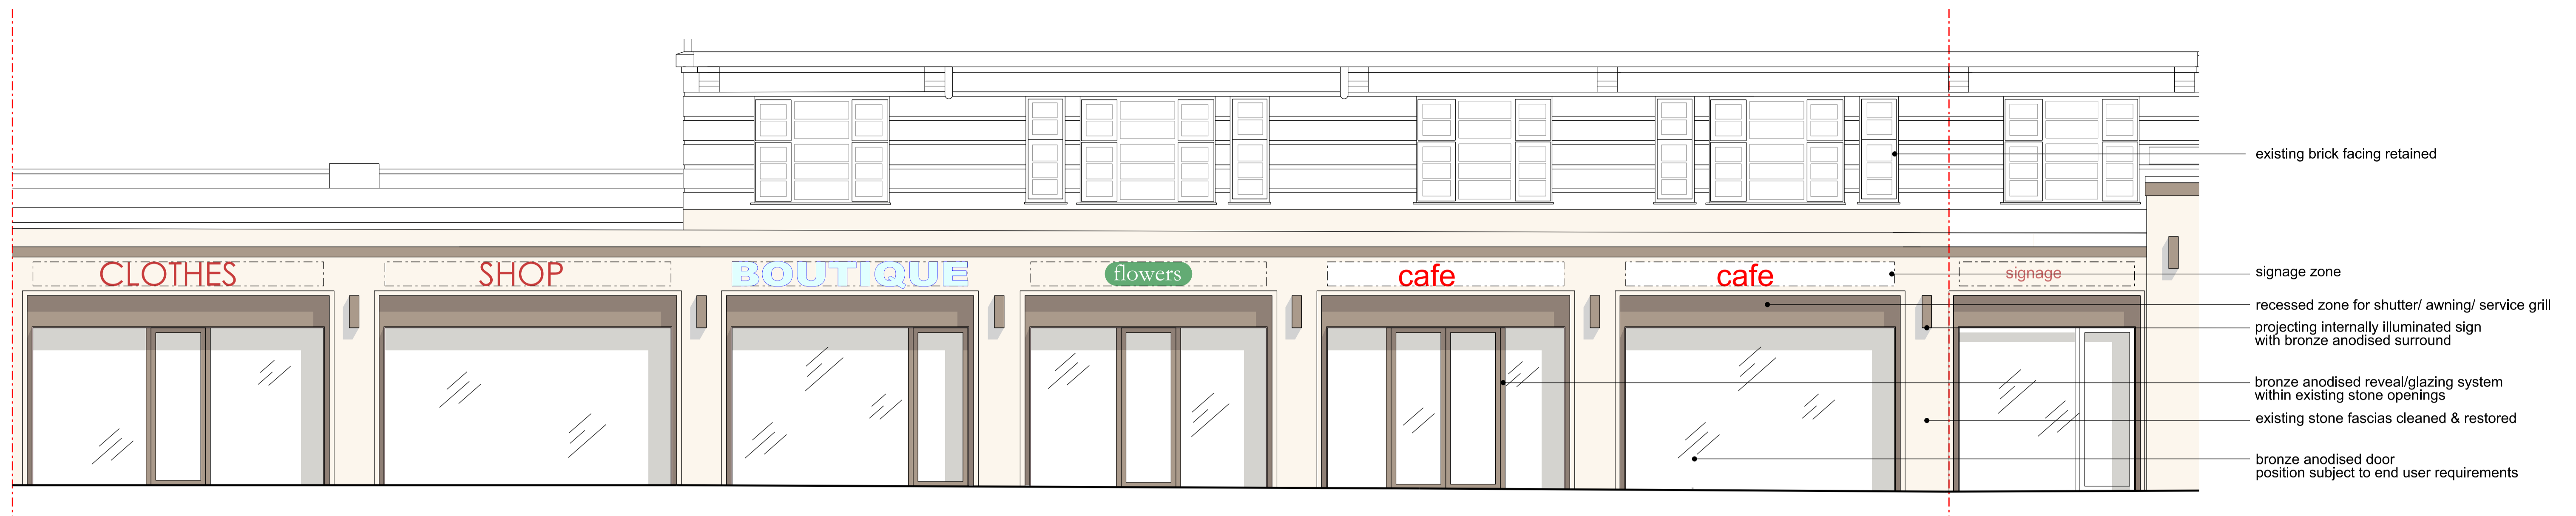 existing brick facing retained
CLOTHES
SHOP
BOUTIQUE
flowers
cafe
cafe
signage
signage zone
recessed zone for shutter/ awning/ service grill
projecting internally illuminated sign
with bronze anodised surround
bronze anodised reveal/glazing system
within existing stone openings
existing stone fascias cleaned & restored
bronze anodised door
position subject to end user requirements